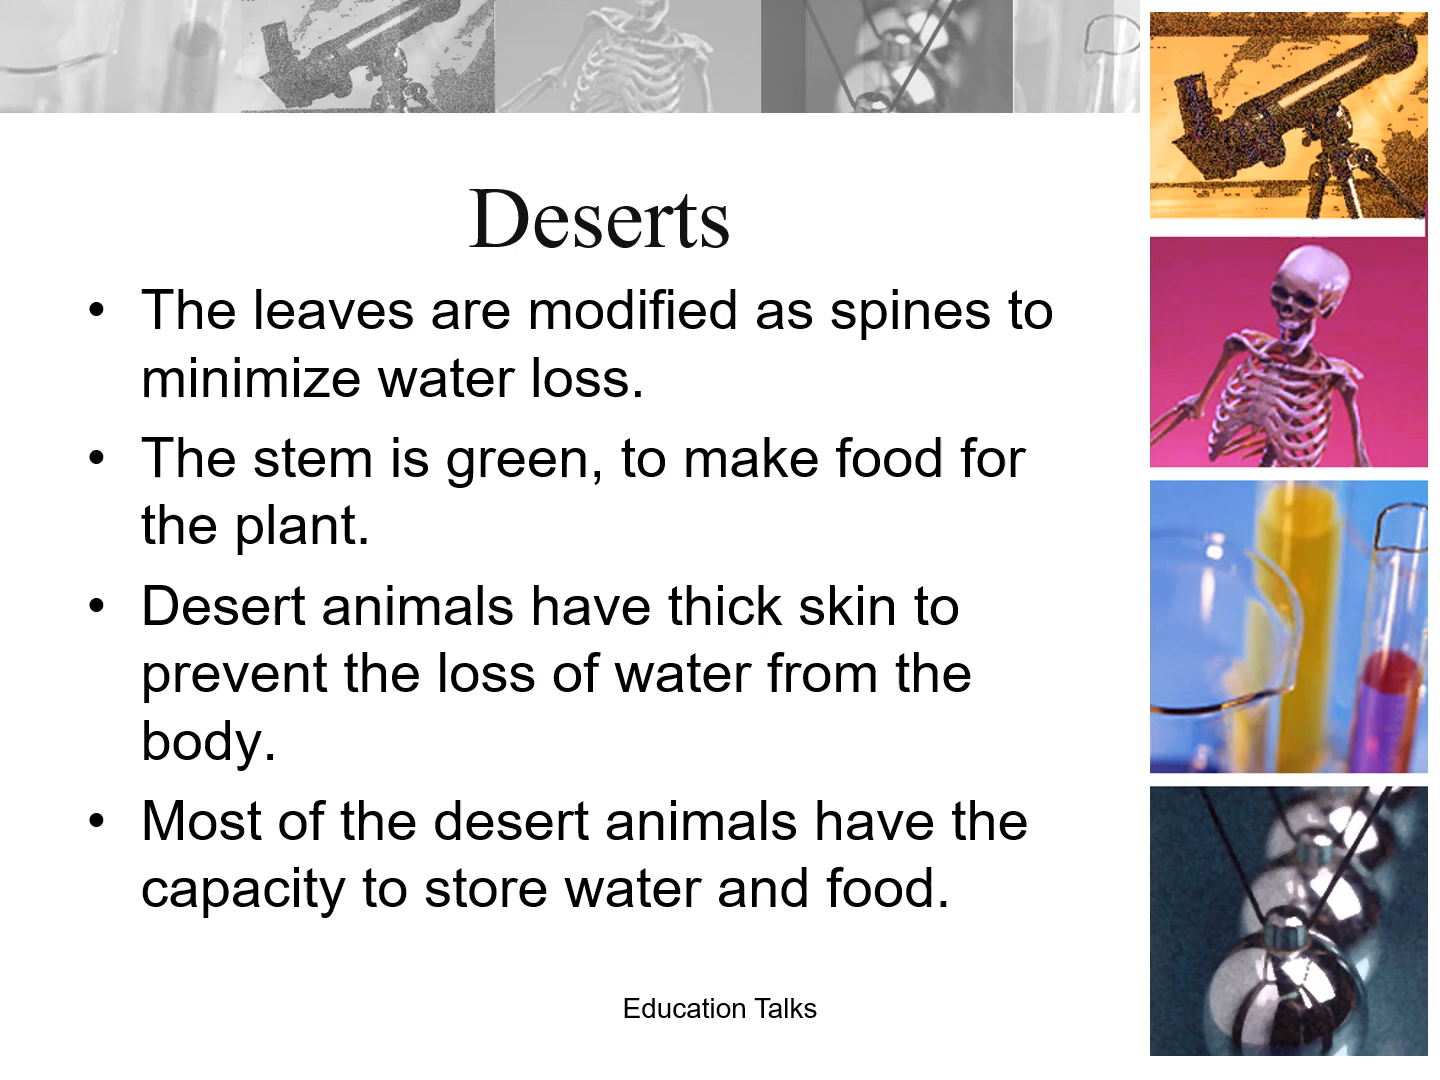 Deserts
• The leaves are modified as spines to
minimize water loss.
• The stem is green, to make food for
the plant.
• Desert animals have thick skin to
prevent the loss of water from the
body.
• Most of the desert animals have the
capacity to store water and food.
Education Talks